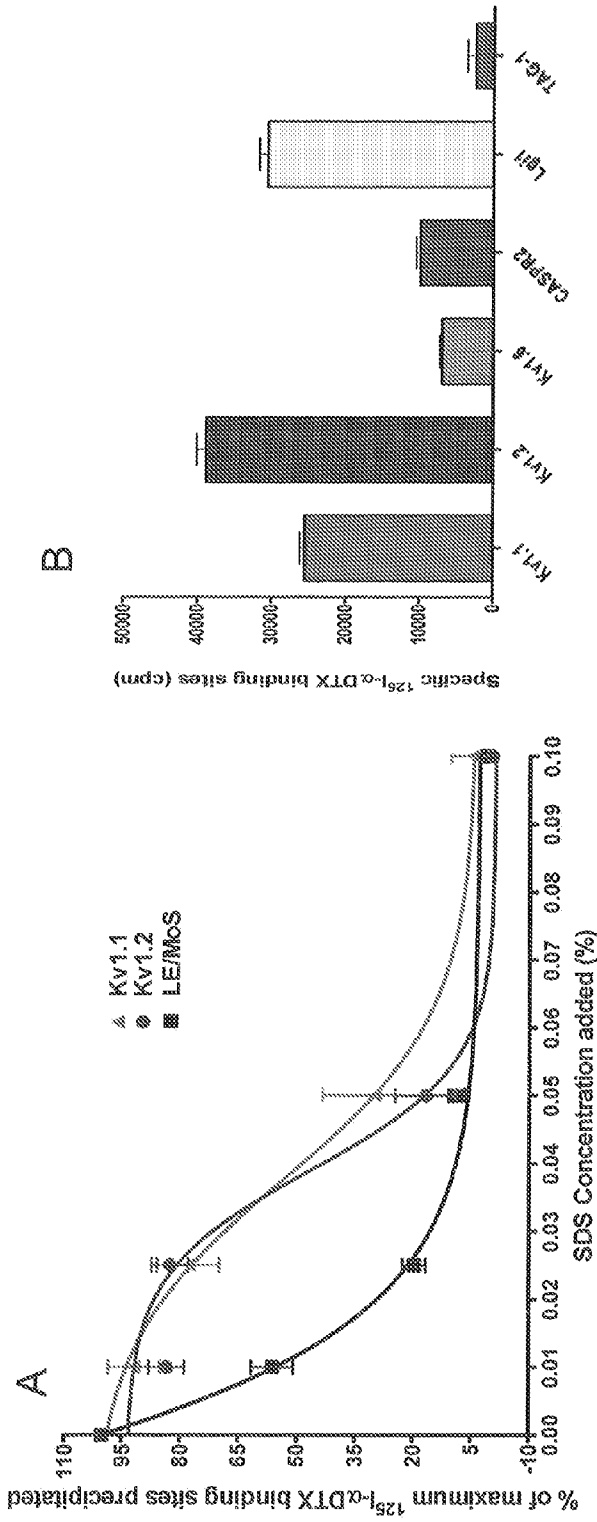 A
% of maximum ¹²⁵I-αDTX binding sites precipitated
110
95
80
65
50
35
20
5
-10
Kv1.1
Kv1.2
LE/MoS
0.00
0.01
0.02
0.03
0.04
0.05
0.06
0.07
0.08
0.09
0.10
SDS Concentration added (%)
B
Specific ¹²⁵I-αDTX binding sites (cpm)
50000
40000
30000
20000
10000
0
Kv1.1
Kv1.2
Kv1.6
CASPR2
Lgi1
TAG-1